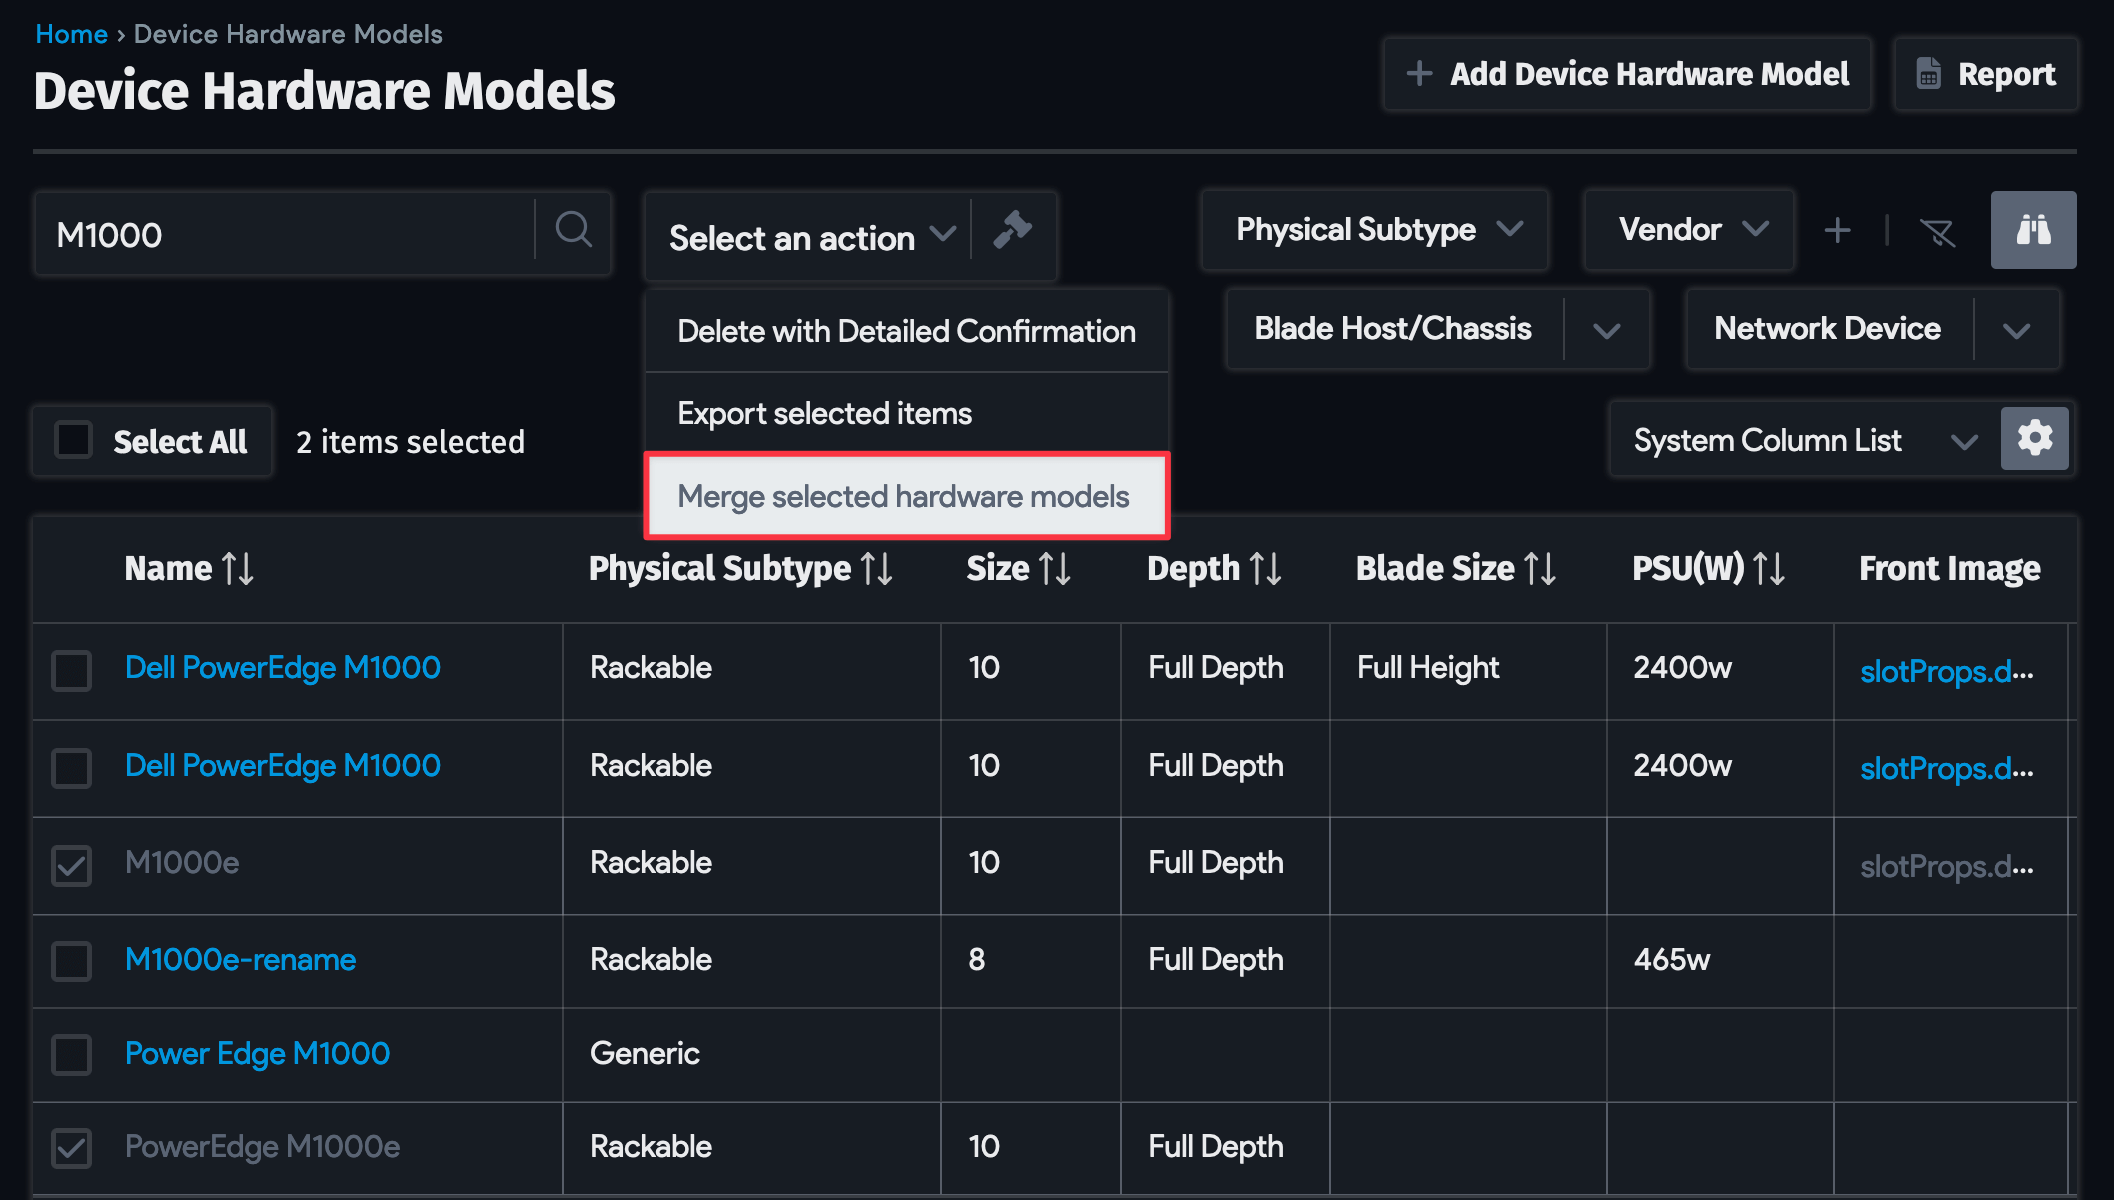 Home › Device Hardware Models
Device Hardware Models
Add Device Hardware Model
Report
M1000
Select an action
Physical Subtype
Vendor
Delete with Detailed Confirmation
Blade Host/Chassis
Network Device
Export selected items
Select All
2 items selected
System Column List
Merge selected hardware models
Name Physical Subtype Size Depth Blade Size PSU(W) Front Image
Dell PowerEdge M1000 Rackable 10 Full Depth Full Height 2400w slotProps.d...
Dell PowerEdge M1000 Rackable 10 Full Depth 2400w slotProps.d...
M1000e Rackable 10 Full Depth slotProps.d...
M1000e-rename Rackable 8 Full Depth 465w
Power Edge M1000 Generic
PowerEdge M1000e Rackable 10 Full Depth